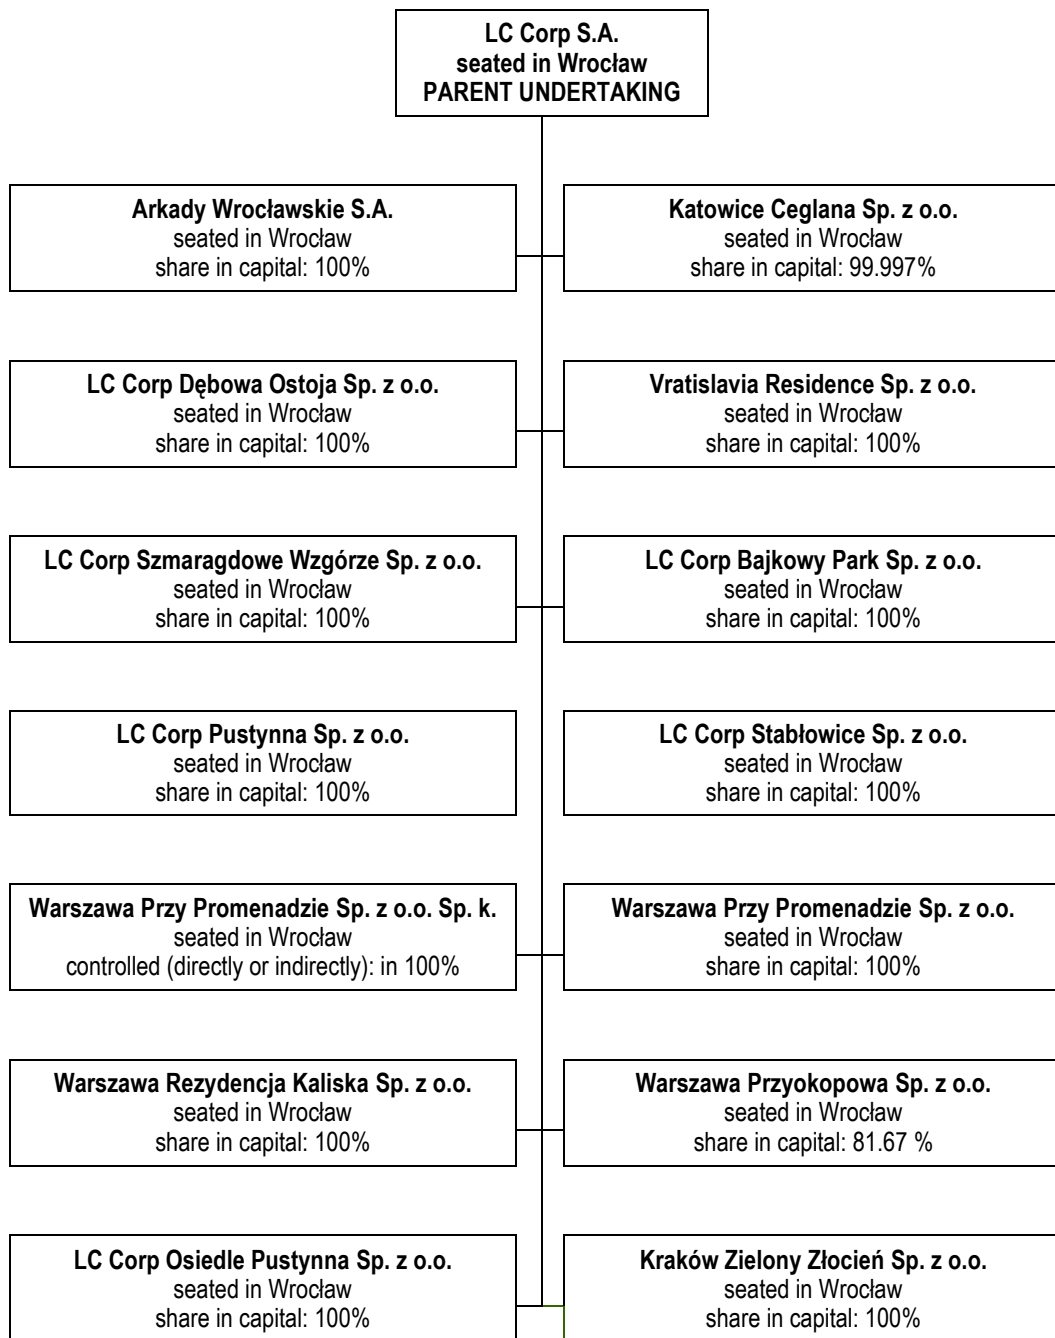 LC Corp S.A.
seated in Wrocław
PARENT UNDERTAKING
Arkady Wrocławskie S.A.
seated in Wrocław
share in capital: 100%
Katowice Ceglana Sp. z o.o.
seated in Wrocław
share in capital: 99.997%
LC Corp Dębowa Ostoja Sp. z o.o.
seated in Wrocław
share in capital: 100%
Vratislavia Residence Sp. z o.o.
seated in Wrocław
share in capital: 100%
LC Corp Szmaragdowe Wzgórze Sp. z o.o.
seated in Wrocław
share in capital: 100%
LC Corp Bajkowy Park Sp. z o.o.
seated in Wrocław
share in capital: 100%
LC Corp Pustynna Sp. z o.o.
seated in Wrocław
share in capital: 100%
LC Corp Stabłowice Sp. z o.o.
seated in Wrocław
share in capital: 100%
Warszawa Przy Promenadzie Sp. z o.o. Sp. k.
seated in Wrocław
controlled (directly or indirectly): in 100%
Warszawa Przy Promenadzie Sp. z o.o.
seated in Wrocław
share in capital: 100%
Warszawa Rezydencja Kaliska Sp. z o.o.
seated in Wrocław
share in capital: 100%
Warszawa Przyokopowa Sp. z o.o.
seated in Wrocław
share in capital: 81.67 %
LC Corp Osiedle Pustynna Sp. z o.o.
seated in Wrocław
share in capital: 100%
Kraków Zielony Złocień Sp. z o.o.
seated in Wrocław
share in capital: 100%